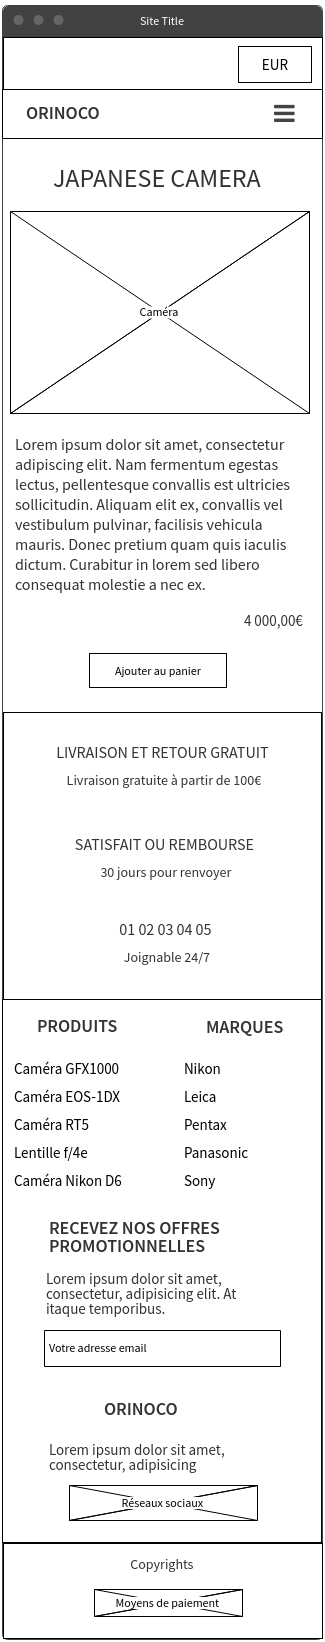 Site Title
EUR
ORINOCO
JAPANESE CAMERA
Caméra
Lorem ipsum dolor sit amet, consectetur
adipiscing elit. Nam fermentum egestas
lectus, pellentesque convallis est ultricies
sollicitudin. Aliquam elit ex, convallis vel
vestibulum pulvinar, facilisis vehicula
mauris. Donec pretium quam quis iaculis
dictum. Curabitur in lorem sed libero
consequat molestie a nec ex.
4 000,00€
Ajouter au panier
LIVRAISON ET RETOUR GRATUIT
Livraison gratuite à partir de 100€
SATISFAIT OU REMBOURSE
30 jours pour renvoyer
01 02 03 04 05
Joignable 24/7
PRODUITS
Caméra GFX1000
Caméra EOS-1DX
Caméra RT5
Lentille f/4e
Caméra Nikon D6
MARQUES
Nikon
Leica
Pentax
Panasonic
Sony
RECEVEZ NOS OFFRES
PROMOTIONNELLES
Lorem ipsum dolor sit amet,
consectetur, adipisicing elit. At
itaque temporibus.
Votre adresse email
ORINOCO
Lorem ipsum dolor sit amet,
consectetur, adipisicing
Réseaux sociaux
Copyrights
Moyens de paiement